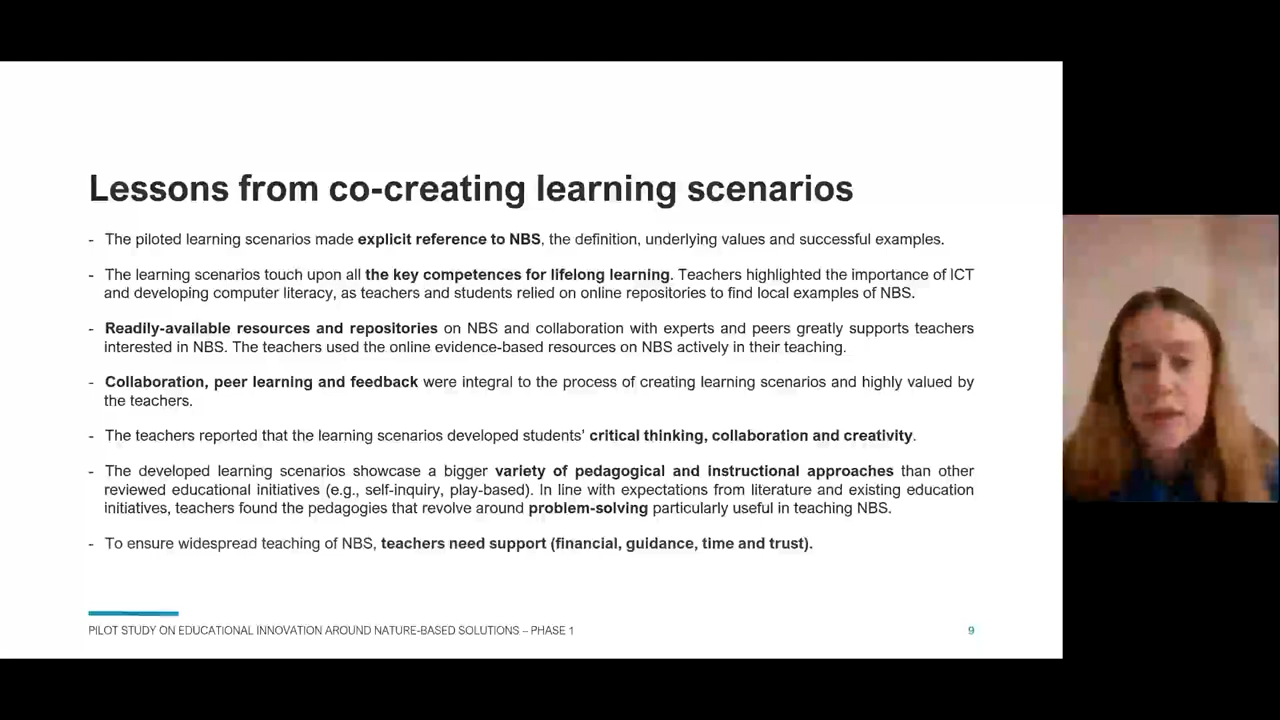 Lessons from co-creating learning scenarios
- The piloted learning scenarios made explicit reference to NBS, the definition, underlying values and successful examples.
- The learning scenarios touch upon all the key competences for lifelong learning. Teachers highlighted the importance of ICT
and developing computer literacy, as teachers and students relied on online repositories to find local examples of NBS.
- Readily-available resources and repositories on NBS and collaboration with experts and peers greatly supports teachers
interested in NBS. The teachers used the online evidence-based resources on NBS actively in their teaching.
- Collaboration, peer learning and feedback were integral to the process of creating learning scenarios and highly valued by
the teachers.
- The teachers reported that the learning scenarios developed students' critical thinking, collaboration and creativity.
- The developed learning scenarios showcase a bigger variety of pedagogical and instructional approaches than other
reviewed educational initiatives (e.g., self-inquiry, play-based). In line with expectations from literature and existing education
initiatives, teachers found the pedagogies that revolve around problem-solving particularly useful in teaching NBS.
- To ensure widespread teaching of NBS, teachers need support (financial, guidance, time and trust).
PILOT STUDY ON EDUCATIONAL INNOVATION AROUND NATURE-BASED SOLUTIONS – PHASE 1
9